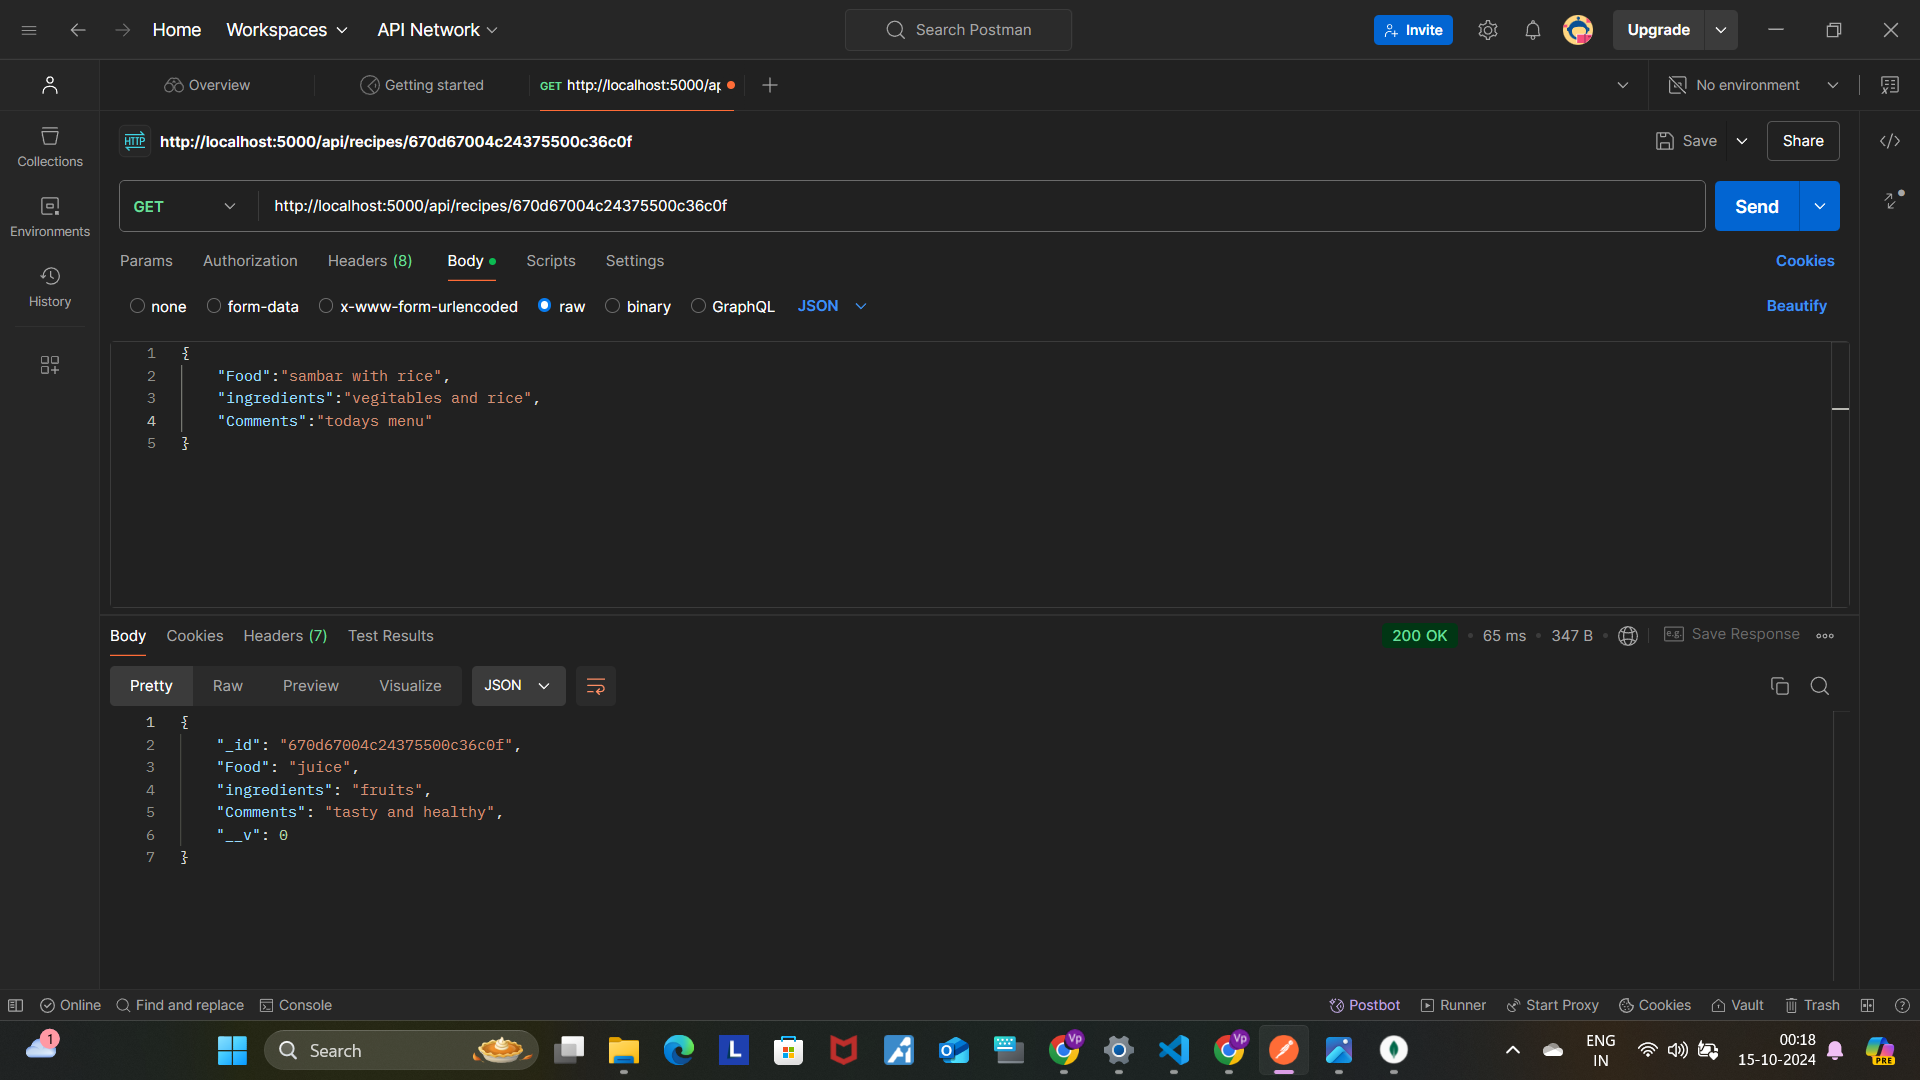 Home Workspaces API Network Search Postman Invite Upgrade
Overview Getting started GET http://localhost:5000/ap No environment
HTTP http://localhost:5000/api/recipes/670d67004c24375500c36c0f Save Share
Collections
GET http://localhost:5000/api/recipes/670d67004c24375500c36c0f Send
Environments
Params Authorization Headers (8) Body Scripts Settings Cookies
History
none form-data x-www-form-urlencoded raw binary GraphQL JSON Beautify
1 {
2 "Food":"sambar with rice",
3 "ingredients":"vegitables and rice",
4 "Comments":"todays menu"
5 }
Body Cookies Headers (7) Test Results 200 OK 65 ms 347 B e.g. Save Response
Pretty Raw Preview Visualize JSON
1 {
2 "_id": "670d67004c24375500c36c0f",
3 "Food": "juice",
4 "ingredients": "fruits",
5 "Comments": "tasty and healthy",
6 "__v": 0
7 }
Online Find and replace Console Postbot Runner Start Proxy Cookies Vault Trash
1 Search L Vp Vp ENG 00:18
IN 15-10-2024 PRE